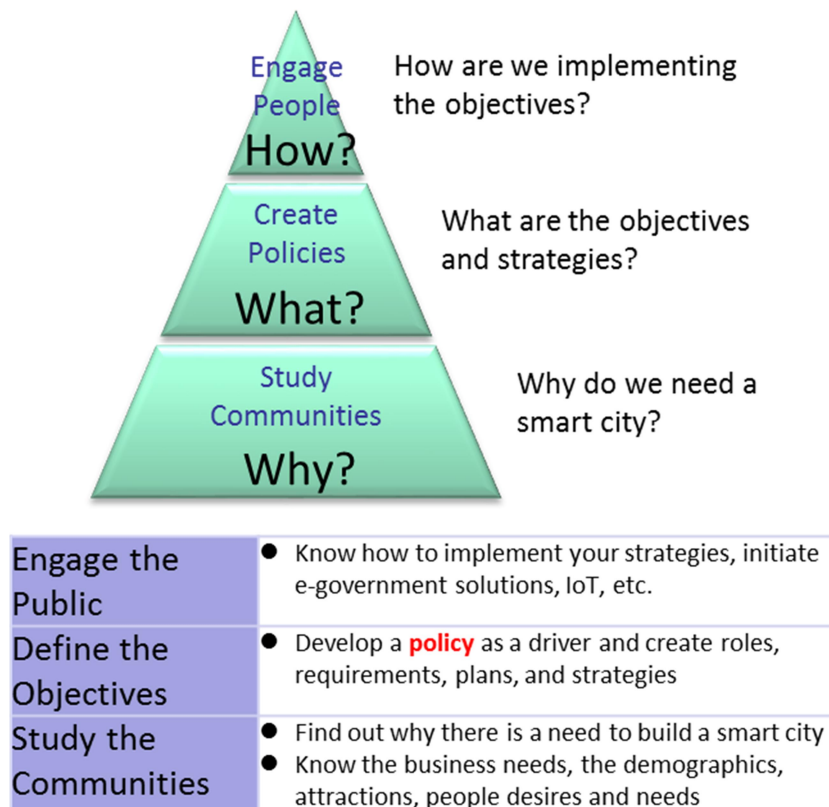 Engage
People
How?
How are we implementing
the objectives?
Create
Policies
What?
What are the objectives
and strategies?
Study
Communities
Why?
Why do we need a
smart city?
Engage the
Public
● Know how to implement your strategies, initiate
e-government solutions, IoT, etc.
Define the
Objectives
● Develop a policy as a driver and create roles,
requirements, plans, and strategies
Study the
Communities
● Find out why there is a need to build a smart city
● Know the business needs, the demographics,
attractions, people desires and needs